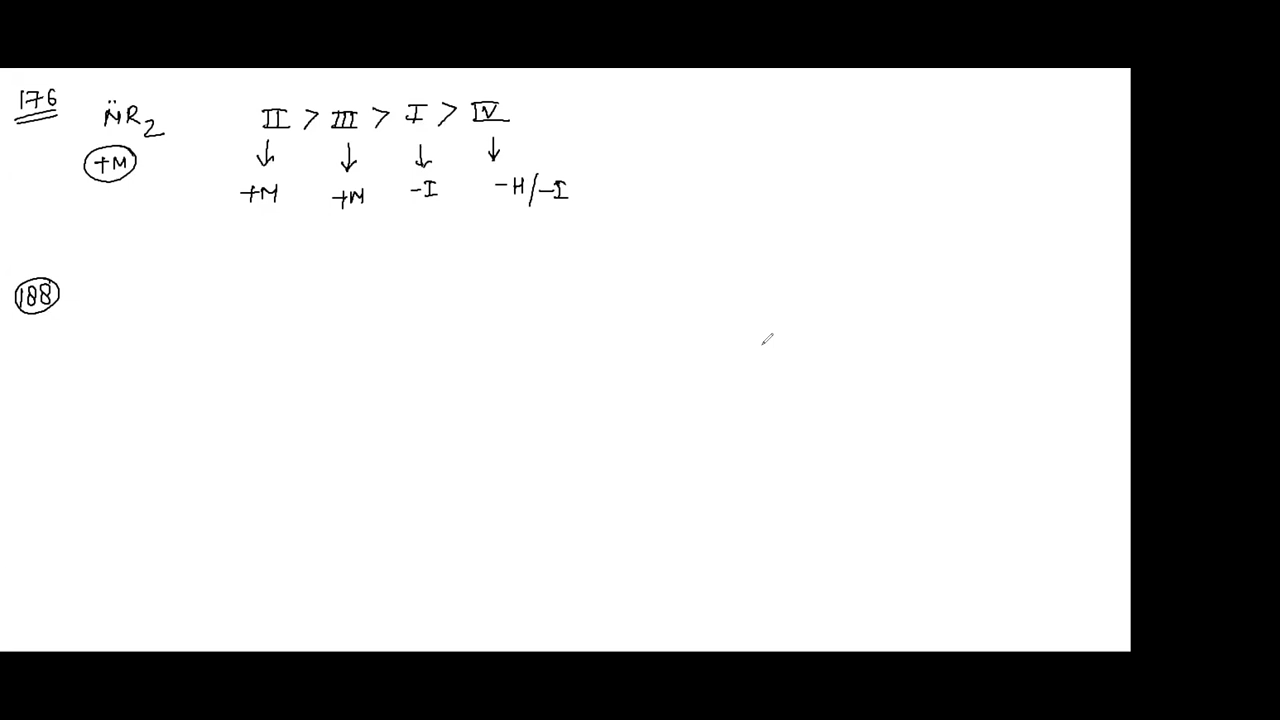 176
N̈R₂ II > III > I > IV
+M
+M +M -I -H/-I
188